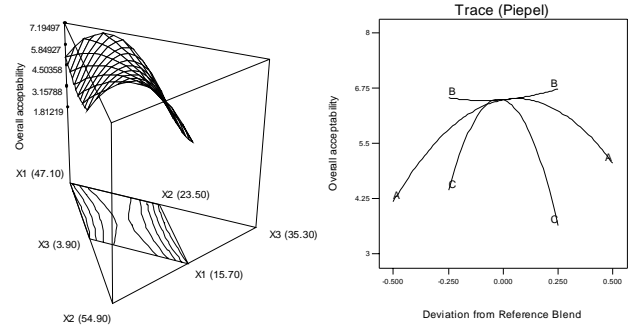 7.19497
5.84927
4.50358
3.15788
1.81219
Overall acceptability
X1 (47.10)
X2 (23.50)
X3 (3.90)
X3 (35.30)
X1 (15.70)
X2 (54.90)
Trace (Piepel)
8
6.75
5.5
4.25
3
Overall acceptability
B
B
A
A
C
C
-0.500
-0.250
0.000
0.250
0.500
Deviation from Reference Blend